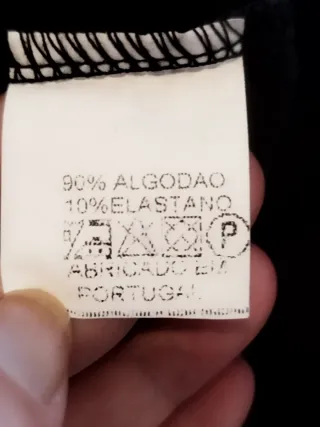 90% ALGODAO
10%ELASTANO
P
ABRICADO EM
PORTUGAL